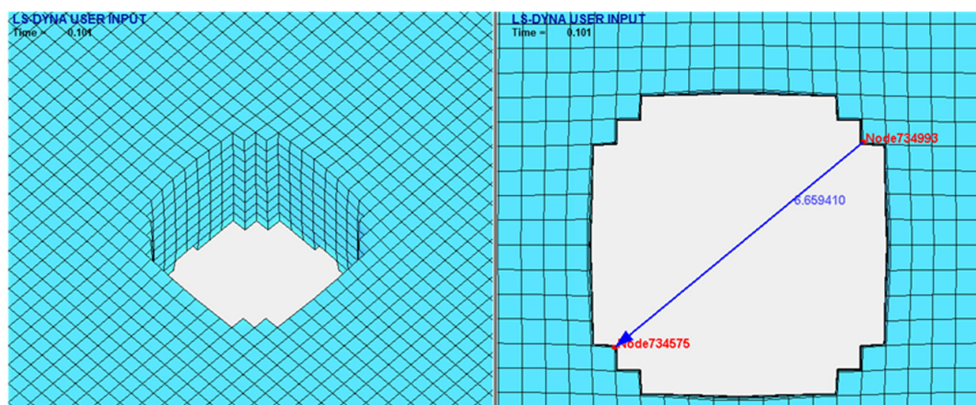 LS-DYNA USER INPUT
Time = 0.101
LS-DYNA USER INPUT
Time = 0.101
Node734993
6.659410
Node734575